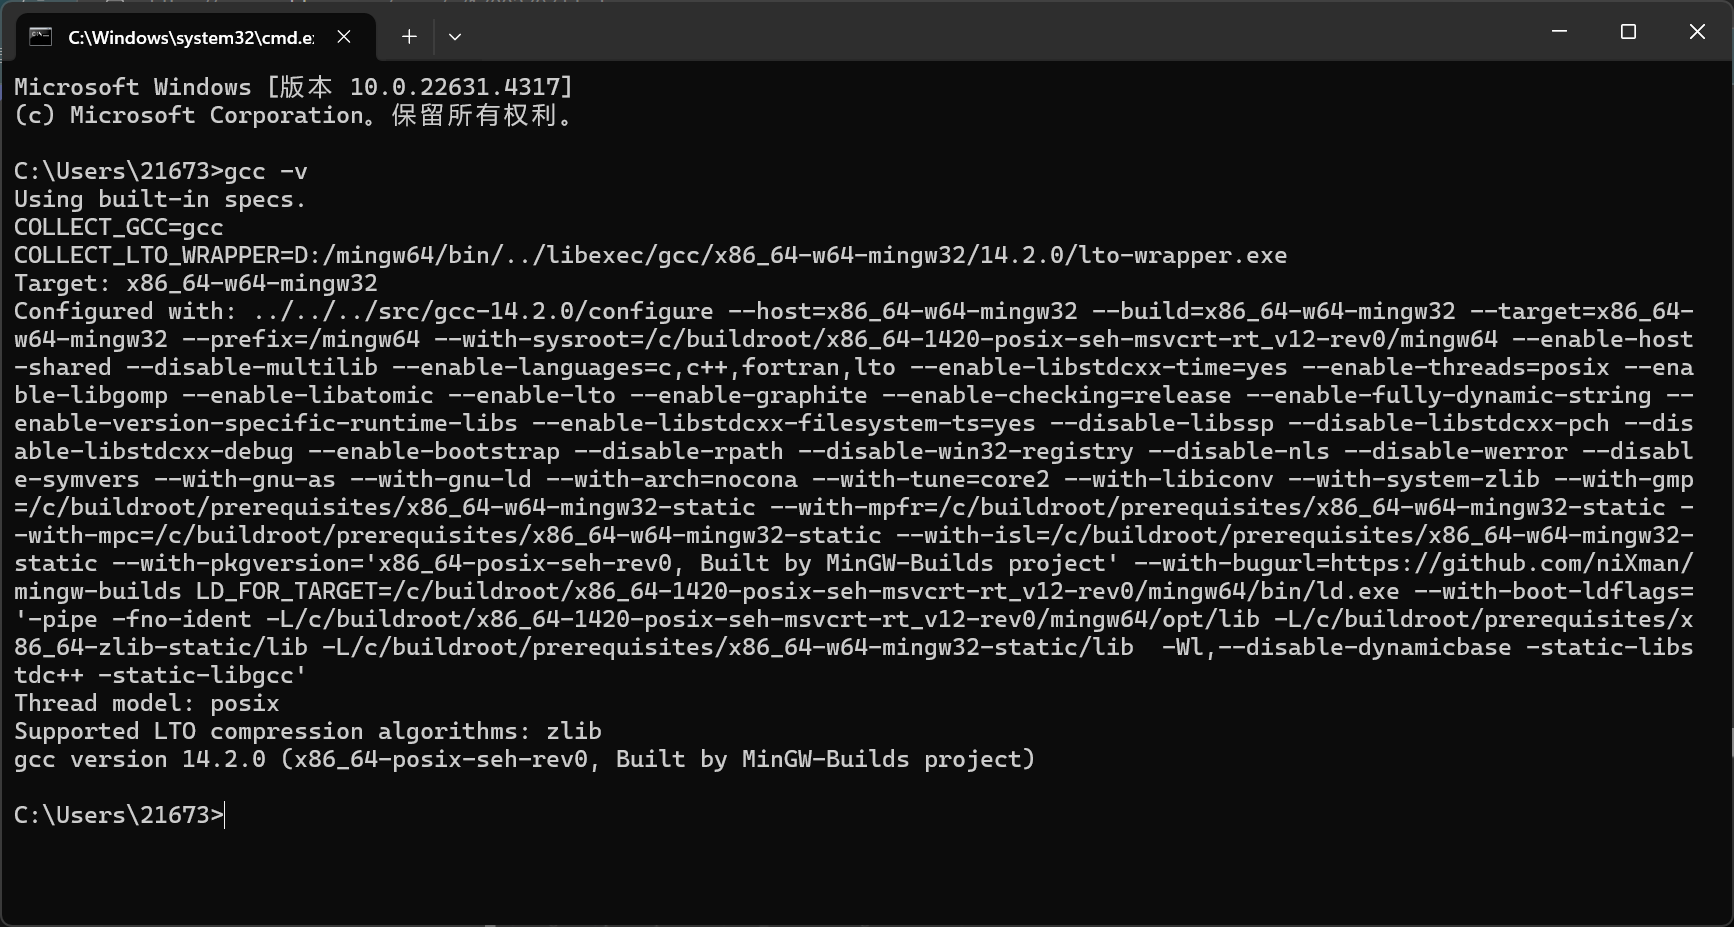 C:\Windows\system32\cmd.e
Microsoft Windows [版本 10.0.22631.4317]
(c) Microsoft Corporation。保留所有权利。
C:\Users\21673>gcc -v
Using built-in specs.
COLLECT_GCC=gcc
COLLECT_LTO_WRAPPER=D:/mingw64/bin/../libexec/gcc/x86_64-w64-mingw32/14.2.0/lto-wrapper.exe
Target: x86_64-w64-mingw32
Configured with: ../../../src/gcc-14.2.0/configure --host=x86_64-w64-mingw32 --build=x86_64-w64-mingw32 --target=x86_64-
w64-mingw32 --prefix=/mingw64 --with-sysroot=/c/buildroot/x86_64-1420-posix-seh-msvcrt-rt_v12-rev0/mingw64 --enable-host
-shared --disable-multilib --enable-languages=c,c++,fortran,lto --enable-libstdcxx-time=yes --enable-threads=posix --ena
ble-libgomp --enable-libatomic --enable-lto --enable-graphite --enable-checking=release --enable-fully-dynamic-string --
enable-version-specific-runtime-libs --enable-libstdcxx-filesystem-ts=yes --disable-libssp --disable-libstdcxx-pch --dis
able-libstdcxx-debug --enable-bootstrap --disable-rpath --disable-win32-registry --disable-nls --disable-werror --disabl
e-symvers --with-gnu-as --with-gnu-ld --with-arch=nocona --with-tune=core2 --with-libiconv --with-system-zlib --with-gmp
=/c/buildroot/prerequisites/x86_64-w64-mingw32-static --with-mpfr=/c/buildroot/prerequisites/x86_64-w64-mingw32-static -
-with-mpc=/c/buildroot/prerequisites/x86_64-w64-mingw32-static --with-isl=/c/buildroot/prerequisites/x86_64-w64-mingw32-
static --with-pkgversion='x86_64-posix-seh-rev0, Built by MinGW-Builds project' --with-bugurl=https://github.com/niXman/
mingw-builds LD_FOR_TARGET=/c/buildroot/x86_64-1420-posix-seh-msvcrt-rt_v12-rev0/mingw64/bin/ld.exe --with-boot-ldflags=
'-pipe -fno-ident -L/c/buildroot/x86_64-1420-posix-seh-msvcrt-rt_v12-rev0/mingw64/opt/lib -L/c/buildroot/prerequisites/x
86_64-zlib-static/lib -L/c/buildroot/prerequisites/x86_64-w64-mingw32-static/lib  -Wl,--disable-dynamicbase -static-libs
tdc++ -static-libgcc'
Thread model: posix
Supported LTO compression algorithms: zlib
gcc version 14.2.0 (x86_64-posix-seh-rev0, Built by MinGW-Builds project)
C:\Users\21673>